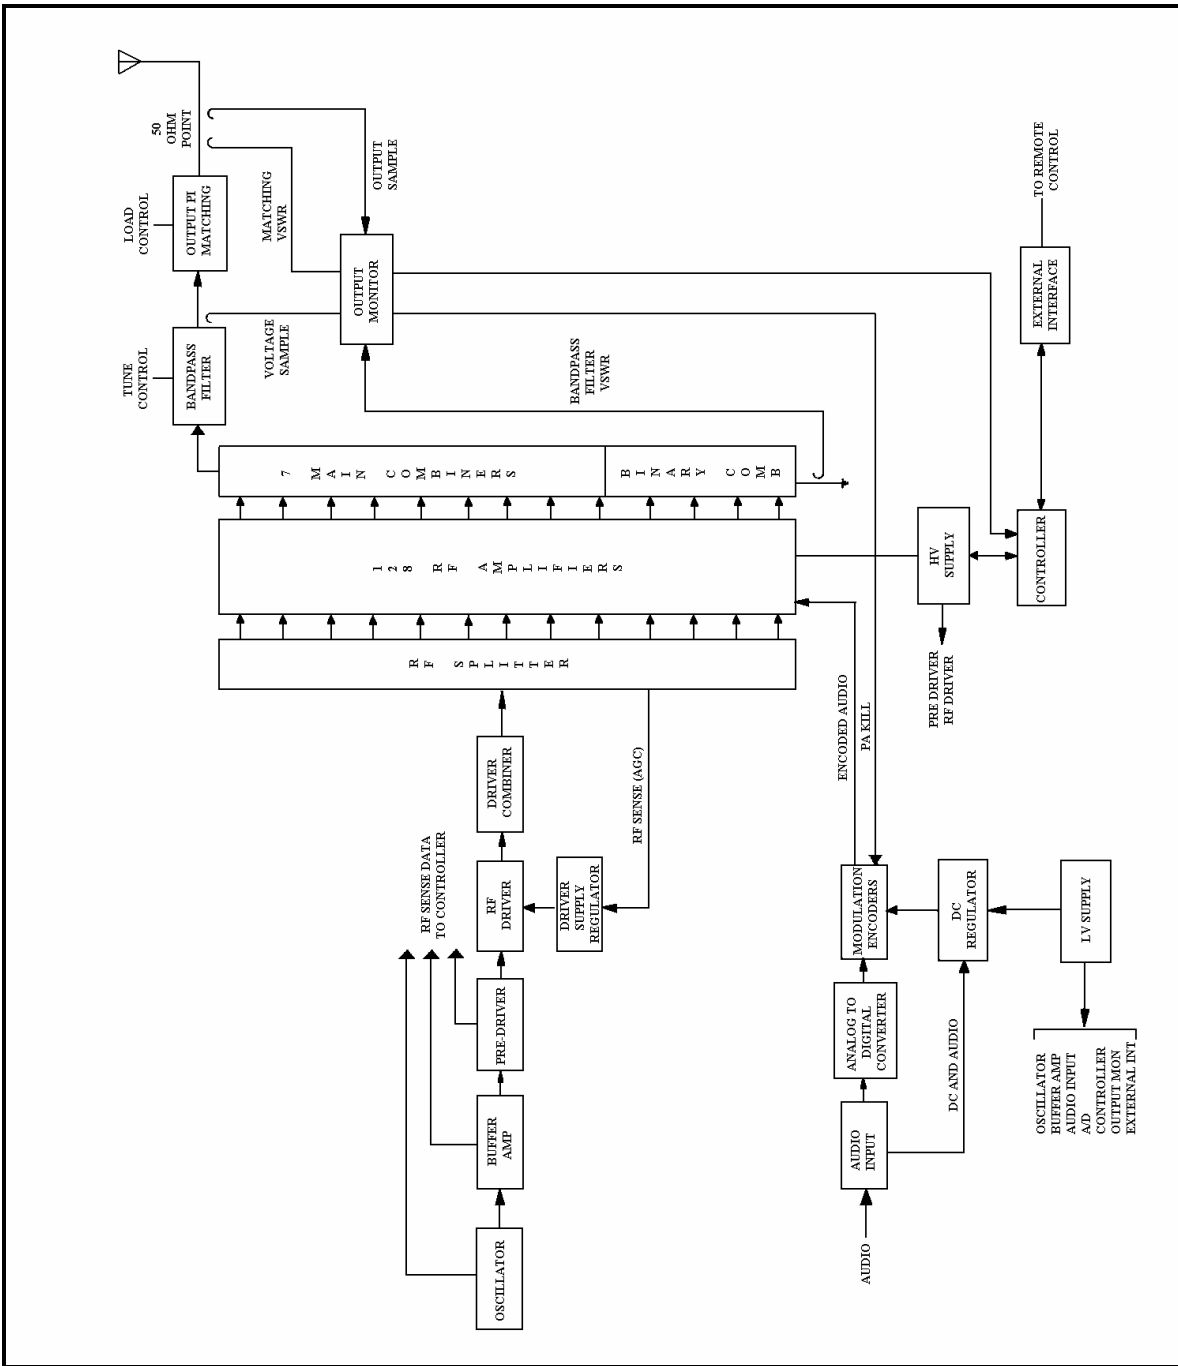 TUNE
CONTROL
LOAD
CONTROL
50
OHM
POINT
BANDPASS
FILTER
OUTPUT PI
MATCHING
VOLTAGE
SAMPLE
MATCHING
VSWR
OUTPUT
SAMPLE
OUTPUT
MONITOR
BANDPASS
FILTER
VSWR
7 MAIN COMBINERS
BINARY COMB
128 RF AMPLIFIERS
RF SPLITTER
RF SENSE DATA
TO CONTROLLER
OSCILLATOR
BUFFER
AMP
PRE-DRIVER
RF
DRIVER
DRIVER
COMBINER
DRIVER
SUPPLY
REGULATOR
RF SENSE (AGC)
ENCODED AUDIO
PA KILL
AUDIO
AUDIO
INPUT
ANALOG TO
DIGITAL
CONVERTER
MODULATION
ENCODERS
DC AND AUDIO
DC
REGULATOR
LV SUPPLY
OSCILLATOR
BUFFER AMP
AUDIO INPUT
A/D
CONTROLLER
OUTPUT MON
EXTERNAL INT
PRE DRIVER
RF DRIVER
HV
SUPPLY
CONTROLLER
EXTERNAL
INTERFACE
TO REMOTE
CONTROL